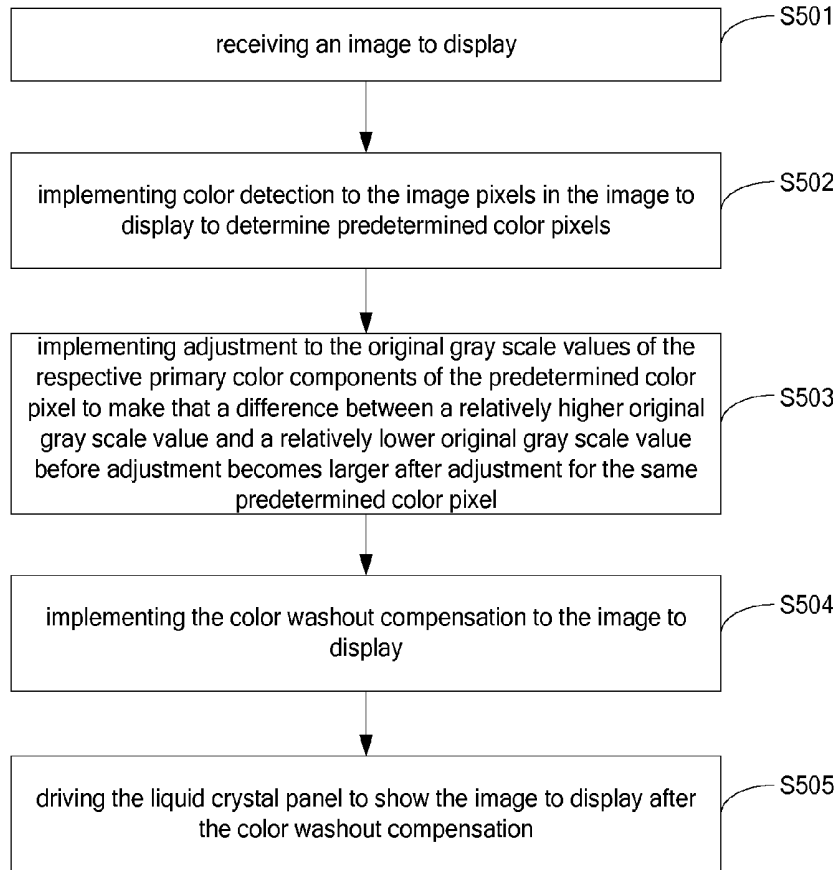 S501
receiving an image to display
S502
implementing color detection to the image pixels in the image to
display to determine predetermined color pixels
implementing adjustment to the original gray scale values of the
respective primary color components of the predetermined color
pixel to make that a difference between a relatively higher original
gray scale value and a relatively lower original gray scale value
before adjustment becomes larger after adjustment for the same
predetermined color pixel
S503
implementing the color washout compensation to the image to
display
S504
driving the liquid crystal panel to show the image to display after
the color washout compensation
S505